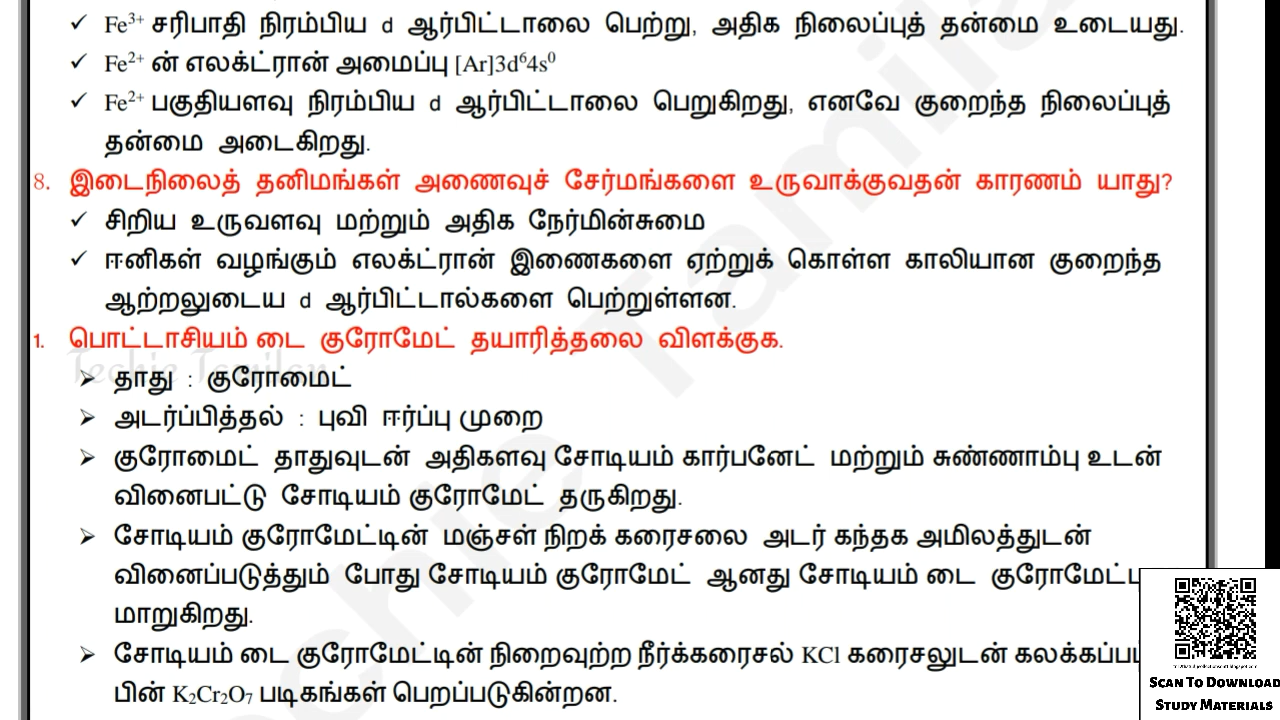 ✓ Fe³⁺ சரிபாதி நிரம்பிய d ஆர்பிட்டாலை பெற்று, அதிக நிலைப்புத் தன்மை உடையது.
✓ Fe²⁺ ன் எலக்ட்ரான் அமைப்பு [Ar]3d⁶4s⁰
✓ Fe²⁺ பகுதியளவு நிரம்பிய d ஆர்பிட்டாலை பெறுகிறது, எனவே குறைந்த நிலைப்புத்
தன்மை அடைகிறது.
8. இடைநிலைத் தனிமங்கள் அணைவுச் சேர்மங்களை உருவாக்குவதன் காரணம் யாது?
✓ சிறிய உருவளவு மற்றும் அதிக நேர்மின்சுமை
✓ ஈனிகள் வழங்கும் எலக்ட்ரான் இணைகளை ஏற்றுக் கொள்ள காலியான குறைந்த
ஆற்றலுடைய d ஆர்பிட்டால்களை பெற்றுள்ளன.
1. பொட்டாசியம் டை குரோமேட் தயாரித்தலை விளக்குக.
Techie Tamilan
➢ தாது : குரோமைட்
➢ அடர்ப்பித்தல் : புவி ஈர்ப்பு முறை
➢ குரோமைட் தாதுவுடன் அதிகளவு சோடியம் கார்பனேட் மற்றும் சுண்ணாம்பு உடன்
வினைபட்டு சோடியம் குரோமேட் தருகிறது.
➢ சோடியம் குரோமேட்டின் மஞ்சள் நிறக் கரைசலை அடர் கந்தக அமிலத்துடன்
வினைப்படுத்தும் போது சோடியம் குரோமேட் ஆனது சோடியம் டை
மாறுகிறது.
➢ சோடியம் டை குரோமேட்டின் நிறைவுற்ற நீர்க்கரைசல் KCl கரைசலுடன்
பின் K₂Cr₂O₇ படிகங்கள் பெறப்படுகின்றன.
SCAN TO DOWNLOAD
STUDY MATERIALS